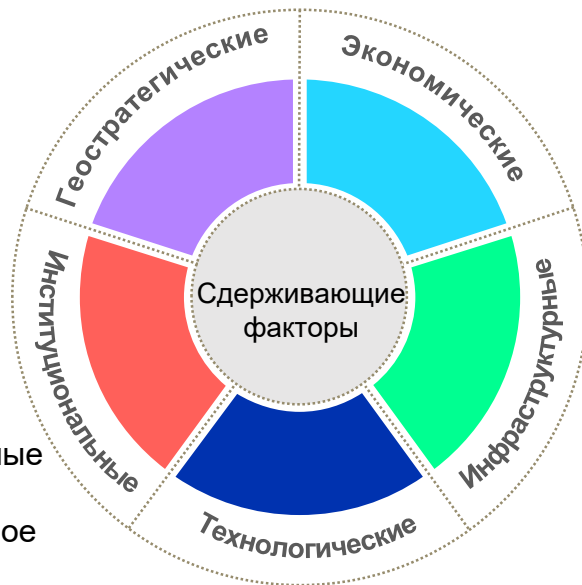 Геостратегические
Экономические
Институциональные
Сдерживающие
факторы
Инфраструктурные
Технологические